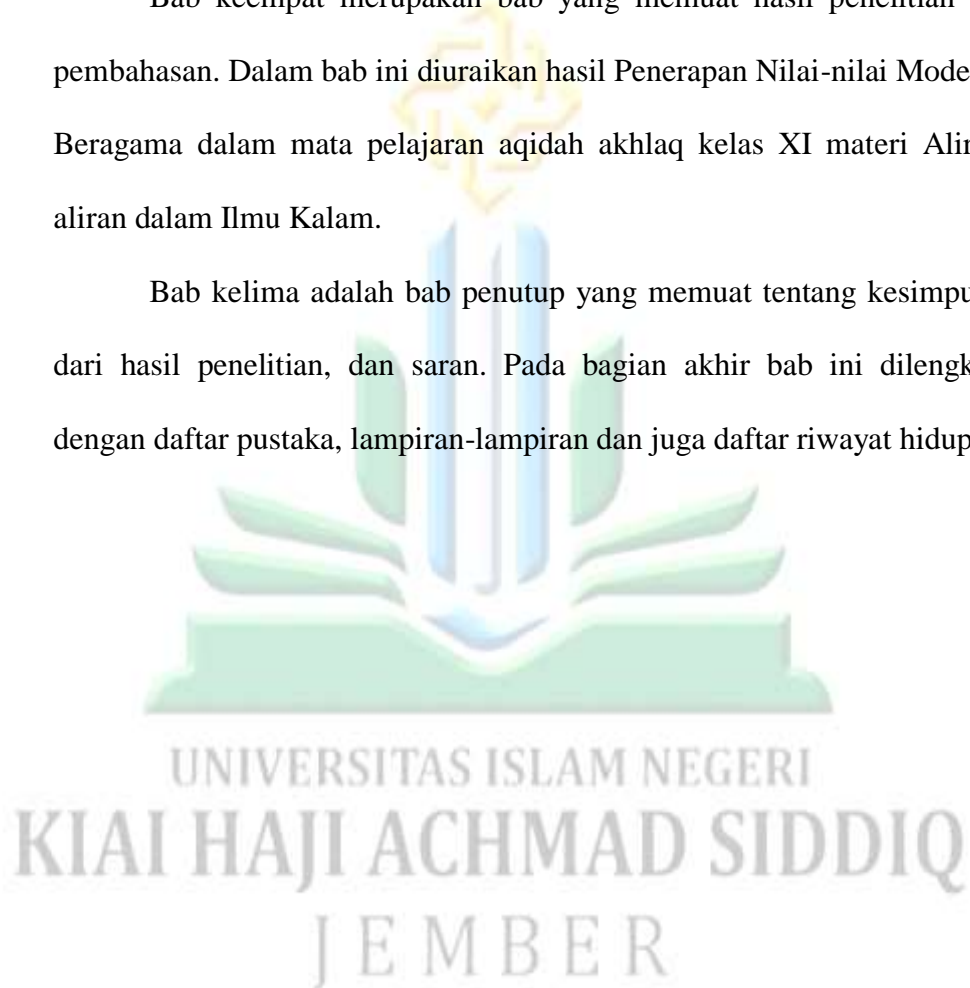 Bab keempat merupakan bab yang memuat hasil penelitian
pembahasan. Dalam bab ini diuraikan hasil Penerapan Nilai-nilai Mode
Beragama dalam mata pelajaran aqidah akhlaq kelas XI materi Alir
aliran dalam Ilmu Kalam.
Bab kelima adalah bab penutup yang memuat tentang kesimpu
dari hasil penelitian, dan saran. Pada bagian akhir bab ini dilengk
dengan daftar pustaka, lampiran-lampiran dan juga daftar riwayat hidup
UNIVERSITAS ISLAM NEGERI
KIAI HAJI ACHMAD SIDDIQ
JEMBER